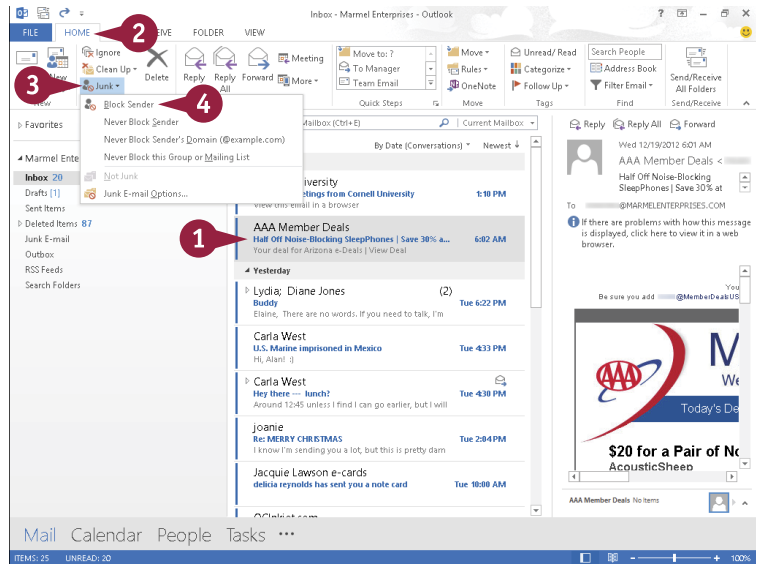 Inbox - Marmel Enterprises - Outlook
?
FILE
HOME
2
FOLDER
VIEW
Ignore
Clean Up
Junk
3
Delete
Reply
Reply All
Forward
Meeting
More
Move to: ?
To Manager
Team Email
Quick Steps
Move
Rules
OneNote
Move
Unread/ Read
Categorize
Follow Up
Tags
Search People
Address Book
Filter Email
Find
Send/Receive
All Folders
Send/Receive
Block Sender
4
Never Block Sender
Never Block Sender's Domain (@example.com)
Never Block this Group or Mailing List
Not Junk
Junk E-mail Options...
Favorites
Marmel Ente
Inbox 20
Drafts [1]
Sent Items
Deleted Items 87
Junk E-mail
Outbox
RSS Feeds
Search Folders
Mailbox (Ctrl+E)
Current Mailbox
By Date (Conversations)
Newest ↓
iversity
etings from Cornell University 1:10 PM
View this email in a browser
1
AAA Member Deals
Half Off Noise-Blocking SleepPhones | Save 30% a... 6:02 AM
Your deal for Arizona e-Deals | View Deal
Yesterday
Lydia; Diane Jones (2)
Buddy Tue 6:22 PM
Elaine, There are no words. If you need to talk, I'm
Carla West
U.S. Marine imprisoned in Mexico Tue 4:33 PM
Hi, Alan! :)
Carla West
Hey there --- lunch? Tue 4:30 PM
Around 12:45 unless I find I can go earlier, but I will
joanie
Re: MERRY CHRISTMAS Tue 2:04 PM
I know I'm sending you a lot, but this is pretty darn
Jacquie Lawson e-cards
delicia reynolds has sent you a note card Tue 10:00 AM
Reply Reply All Forward
Wed 12/19/2012 6:01 AM
AAA Member Deals <
Half Off Noise-Blocking
SleepPhones | Save 30% at
To @MARMELENTERPRISES.COM
If there are problems with how this message
is displayed, click here to view it in a web
browser.
You
Be sure you add @MemberDealsUS
AAA
M
We
Today's De
$20 for a Pair of No
AcousticSheep
AAA Member Deals No Items
Mail Calendar People Tasks •••
ITEMS: 25 UNREAD: 20
100%